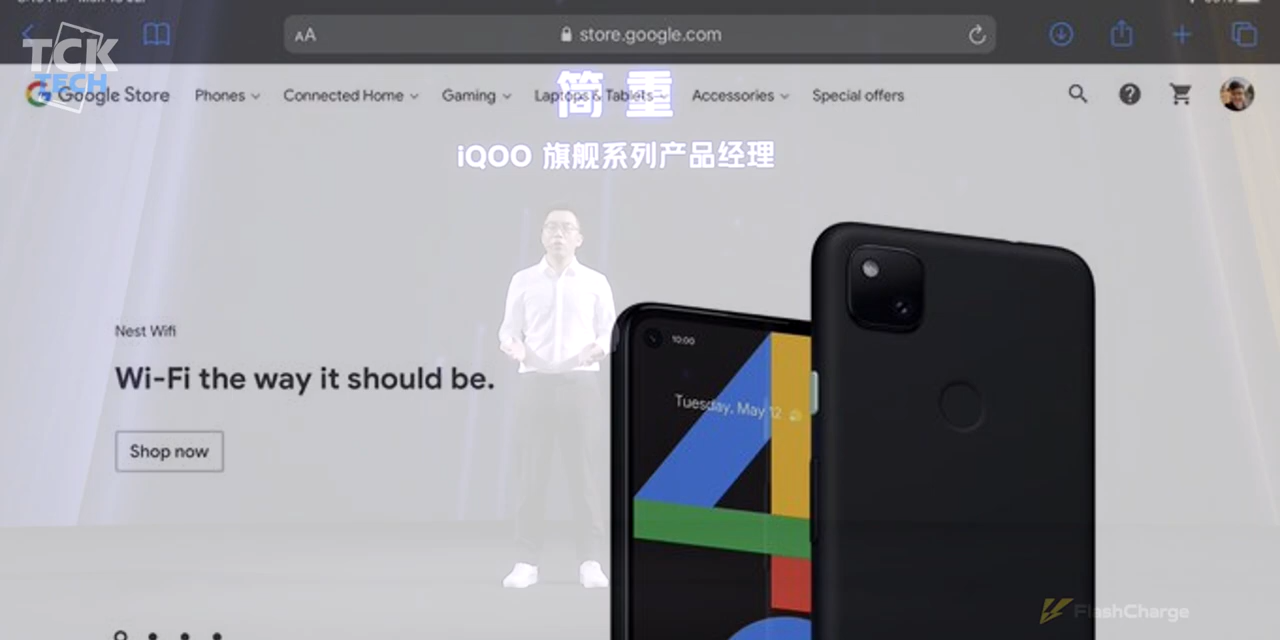 AA
store.google.com
TCK
TECH
简 重
Google Store
Phones
Connected Home
Gaming
Laptops & Tablets
Accessories
Special offers
iQOO 旗舰系列产品经理
10:00
Nest Wifi
Wi-Fi the way it should be.
Tuesday, May 12
Shop now
FlashCharge